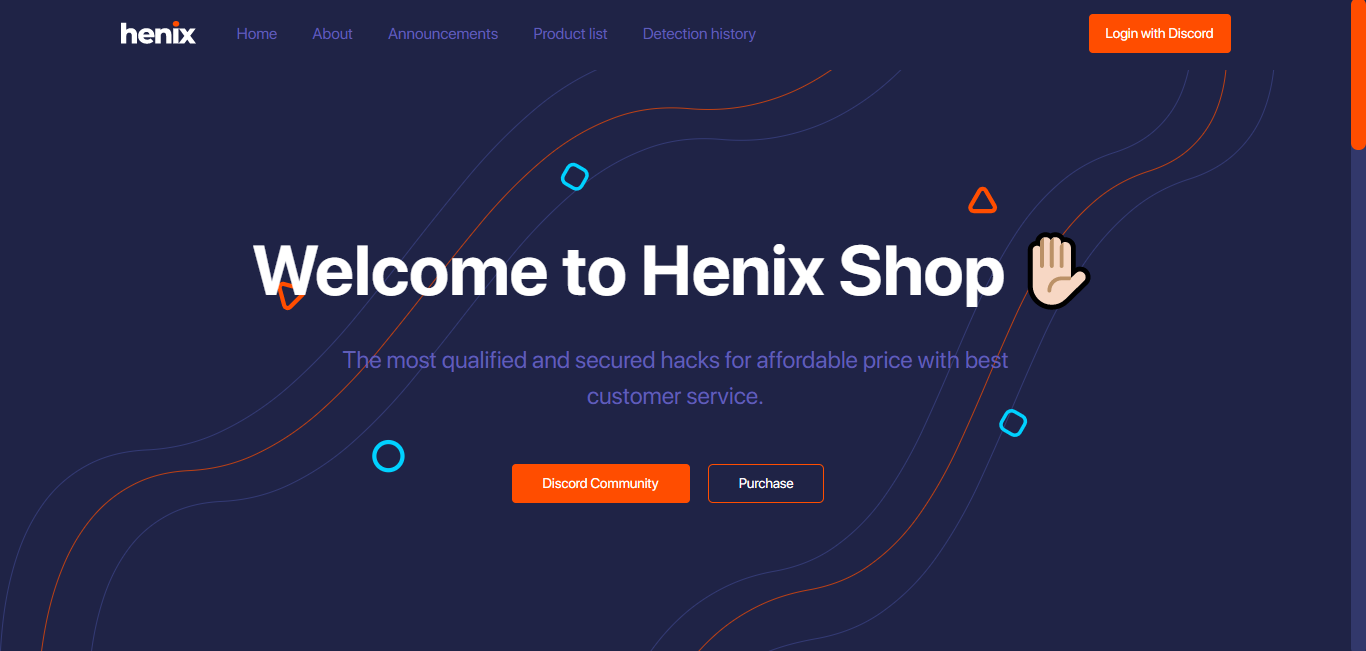 henix
Home
About
Announcements
Product list
Detection history
Login with Discord
Welcome to Henix Shop
The most qualified and secured hacks for affordable price with best
customer service.
Discord Community
Purchase